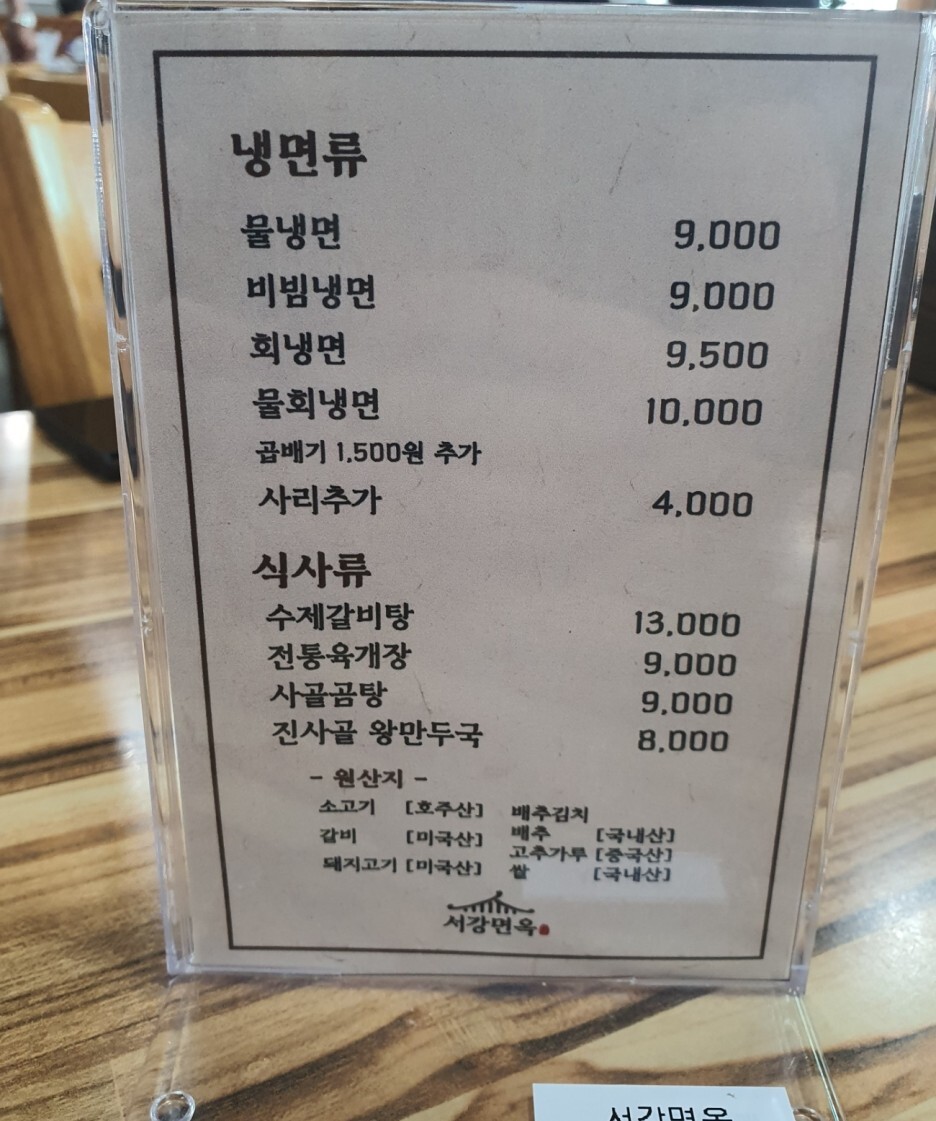 냉면류
물냉면 9,000
비빔냉면 9,000
회냉면 9,500
물회냉면 10,000
곱배기 1,500원 추가
사리추가 4,000
식사류
수제갈비탕 13,000
전통육개장 9,000
사골곰탕 9,000
진사골 왕만두국 8,000
- 원산지 -
소고기 [호주산]
갈비 [미국산]
돼지고기 [미국산]
배추김치
배추 [국내산]
고추가루 [중국산]
쌀 [국내산]
서강면옥
서강면옥